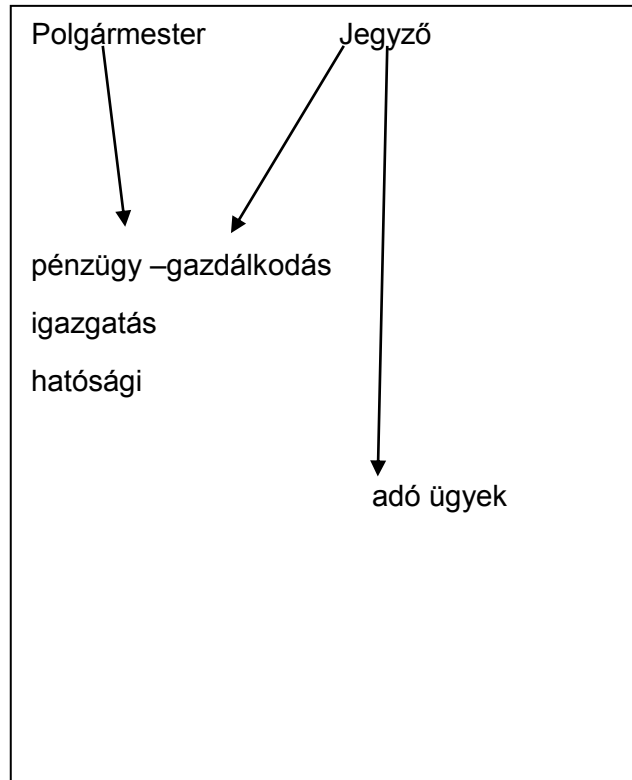 Polgármester Jegyző
pénzügy –gazdálkodás
igazgatás
hatósági
adó ügyek